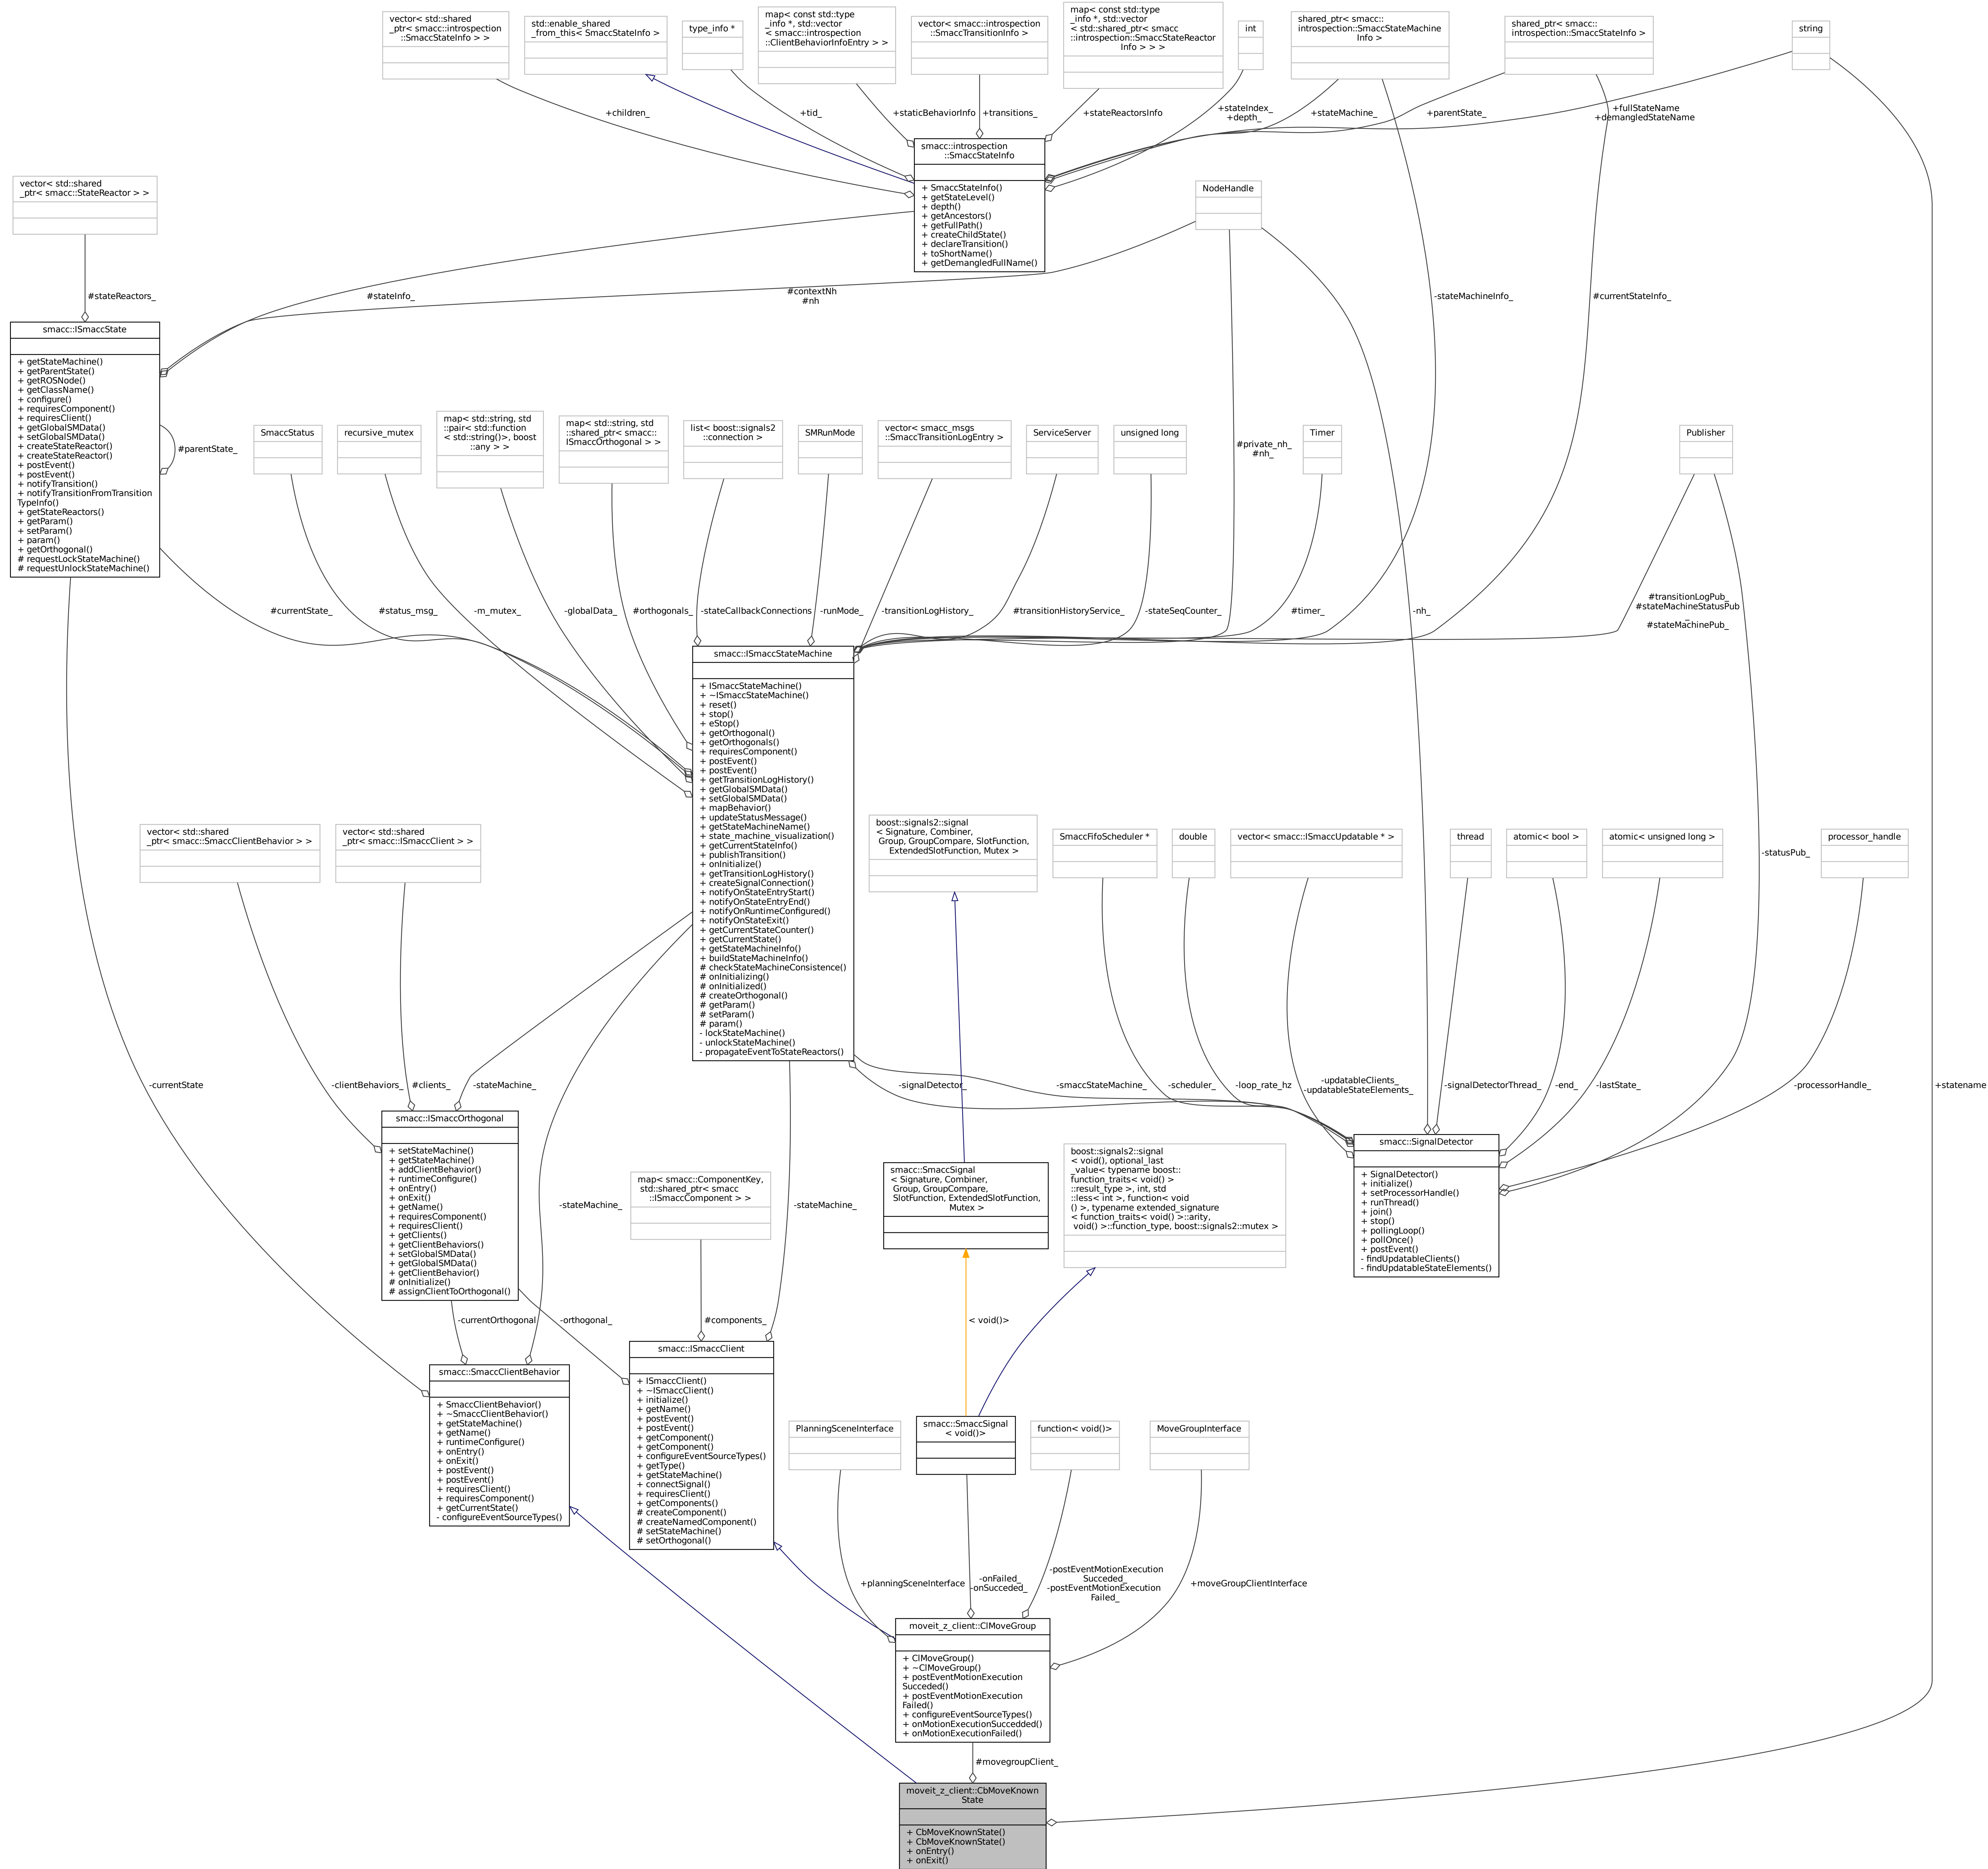 vector< std::shared
_ptr< smacc::introspection
::SmaccStateInfo > >
std::enable_shared
_from_this< SmaccStateInfo >
type_info *
map< const std::type
_info *, std::vector
< smacc::introspection
::ClientBehaviorInfoEntry > >
vector< smacc::introspection
::SmaccTransitionInfo >
map< const std::type
_info *, std::vector
< std::shared_ptr< smacc
::introspection::SmaccStateReactor
Info > > >
int
shared_ptr< smacc::
introspection::SmaccStateMachine
Info >
shared_ptr< smacc::
introspection::SmaccStateInfo >
string
+children_
+tid_
+staticBehaviorInfo
+transitions_
+stateReactorsInfo
+stateIndex_
+depth_
+stateMachine_
+parentState_
+fullStateName
+demangledStateName
smacc::introspection
::SmaccStateInfo
+ SmaccStateInfo()
+ getStateLevel()
+ depth()
+ getAncestors()
+ getFullPath()
+ createChildState()
+ declareTransition()
+ toShortName()
+ getDemangledFullName()
vector< std::shared
_ptr< smacc::StateReactor > >
NodeHandle
#stateReactors_
#stateInfo_
#contextNh
#nh
-stateMachineInfo_
#currentStateInfo_
smacc::ISmaccState
+ getStateMachine()
+ getParentState()
+ getROSNode()
+ getClassName()
+ configure()
+ requiresComponent()
+ requiresClient()
+ getGlobalSMData()
+ setGlobalSMData()
+ createStateReactor()
+ createStateReactor()
+ postEvent()
+ postEvent()
+ notifyTransition()
+ notifyTransitionFromTransition
TypeInfo()
+ getStateReactors()
+ getParam()
+ setParam()
+ param()
+ getOrthogonal()
# requestLockStateMachine()
# requestUnlockStateMachine()
#parentState_
SmaccStatus
recursive_mutex
map< std::string, std
::pair< std::function
< std::string()>, boost
::any > >
map< std::string, std
::shared_ptr< smacc::
ISmaccOrthogonal > >
list< boost::signals2
::connection >
SMRunMode
vector< smacc_msgs
::SmaccTransitionLogEntry >
ServiceServer
unsigned long
#private_nh_
#nh_
Timer
Publisher
#currentState_
#status_msg_
-m_mutex_
-globalData_
#orthogonals_
-stateCallbackConnections
-runMode_
-transitionLogHistory_
#transitionHistoryService_
-stateSeqCounter_
#timer_
-nh_
#transitionLogPub_
#stateMachineStatusPub
_
#stateMachinePub_
smacc::ISmaccStateMachine
+ ISmaccStateMachine()
+ ~ISmaccStateMachine()
+ reset()
+ stop()
+ eStop()
+ getOrthogonal()
+ getOrthogonals()
+ requiresComponent()
+ postEvent()
+ postEvent()
+ getTransitionLogHistory()
+ getGlobalSMData()
+ setGlobalSMData()
+ mapBehavior()
+ updateStatusMessage()
+ getStateMachineName()
+ state_machine_visualization()
+ getCurrentStateInfo()
+ publishTransition()
+ onInitialize()
+ getTransitionLogHistory()
+ createSignalConnection()
+ notifyOnStateEntryStart()
+ notifyOnStateEntryEnd()
+ notifyOnRuntimeConfigured()
+ notifyOnStateExit()
+ getCurrentStateCounter()
+ getCurrentState()
+ getStateMachineInfo()
+ buildStateMachineInfo()
# checkStateMachineConsistence()
# onInitializing()
# onInitialized()
# createOrthogonal()
# getParam()
# setParam()
# param()
- lockStateMachine()
- unlockStateMachine()
- propagateEventToStateReactors()
vector< std::shared
_ptr< smacc::SmaccClientBehavior > >
vector< std::shared
_ptr< smacc::ISmaccClient > >
boost::signals2::signal
< Signature, Combiner,
Group, GroupCompare, SlotFunction,
ExtendedSlotFunction, Mutex >
SmaccFifoScheduler *
double
vector< smacc::ISmaccUpdatable * >
thread
atomic< bool >
atomic< unsigned long >
-statusPub_
processor_handle
-currentState
-clientBehaviors_
#clients_
-stateMachine_
-signalDetector_
-smaccStateMachine_
-scheduler_
-loop_rate_hz
-updatableClients_
-updatableStateElements_
-signalDetectorThread_
-end_
-lastState_
-processorHandle_
+statename
smacc::ISmaccOrthogonal
+ setStateMachine()
+ getStateMachine()
+ addClientBehavior()
+ runtimeConfigure()
+ onEntry()
+ onExit()
+ getName()
+ requiresComponent()
+ requiresClient()
+ getClients()
+ getClientBehaviors()
+ setGlobalSMData()
+ getGlobalSMData()
+ getClientBehavior()
# onInitialize()
# assignClientToOrthogonal()
smacc::SignalDetector
+ SignalDetector()
+ initialize()
+ setProcessorHandle()
+ runThread()
+ join()
+ stop()
+ pollingLoop()
+ pollOnce()
+ postEvent()
- findUpdatableClients()
- findUpdatableStateElements()
-stateMachine_
map< smacc::ComponentKey,
std::shared_ptr< smacc
::ISmaccComponent > >
-stateMachine_
smacc::SmaccSignal
< Signature, Combiner,
Group, GroupCompare,
SlotFunction, ExtendedSlotFunction,
Mutex >
boost::signals2::signal
< void(), optional_last
_value< typename boost::
function_traits< void() >
::result_type >, int, std
::less< int >, function< void
() >, typename extended_signature
< function_traits< void() >::arity,
void() >::function_type, boost::signals2::mutex >
-currentOrthogonal
-orthogonal_
#components_
< void()>
smacc::SmaccClientBehavior
+ SmaccClientBehavior()
+ ~SmaccClientBehavior()
+ getStateMachine()
+ getName()
+ runtimeConfigure()
+ onEntry()
+ onExit()
+ postEvent()
+ postEvent()
+ requiresClient()
+ requiresComponent()
+ getCurrentState()
- configureEventSourceTypes()
smacc::ISmaccClient
+ ISmaccClient()
+ ~ISmaccClient()
+ initialize()
+ getName()
+ postEvent()
+ postEvent()
+ getComponent()
+ getComponent()
+ configureEventSourceTypes()
+ getType()
+ getStateMachine()
+ connectSignal()
+ requiresClient()
+ getComponents()
# createComponent()
# createNamedComponent()
# setStateMachine()
# setOrthogonal()
PlanningSceneInterface
smacc::SmaccSignal
< void()>
function< void()>
MoveGroupInterface
+planningSceneInterface
-onFailed_
-onSucceded_
-postEventMotionExecution
Succeded_
-postEventMotionExecution
Failed_
+moveGroupClientInterface
moveit_z_client::ClMoveGroup
+ ClMoveGroup()
+ ~ClMoveGroup()
+ postEventMotionExecution
Succeded()
+ postEventMotionExecution
Failed()
+ configureEventSourceTypes()
+ onMotionExecutionSuccedded()
+ onMotionExecutionFailed()
#movegroupClient_
moveit_z_client::CbMoveKnown
State
+ CbMoveKnownState()
+ CbMoveKnownState()
+ onEntry()
+ onExit()